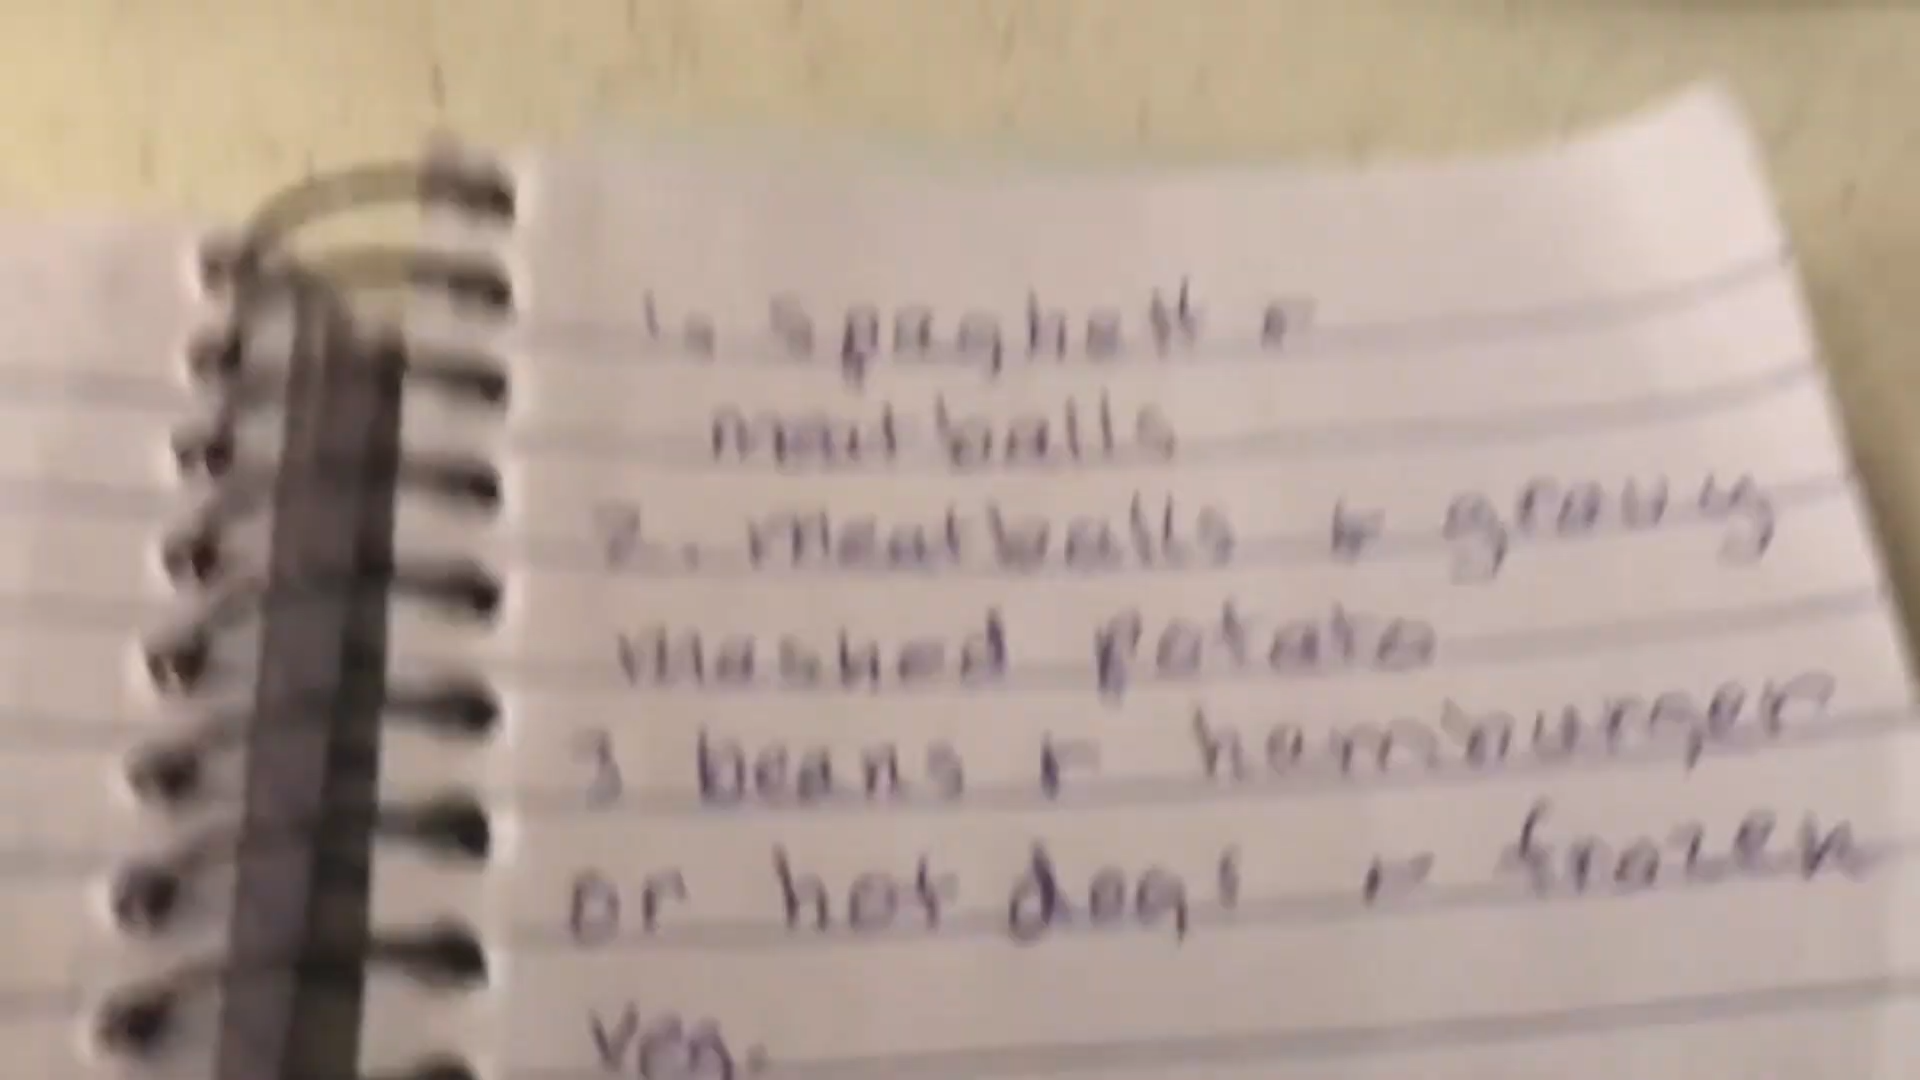 1. Spaghetti &
meatballs
2. meatballs & gravy
mashed potato
3 beans & hamburger
or hot dogs & frozen
veg.